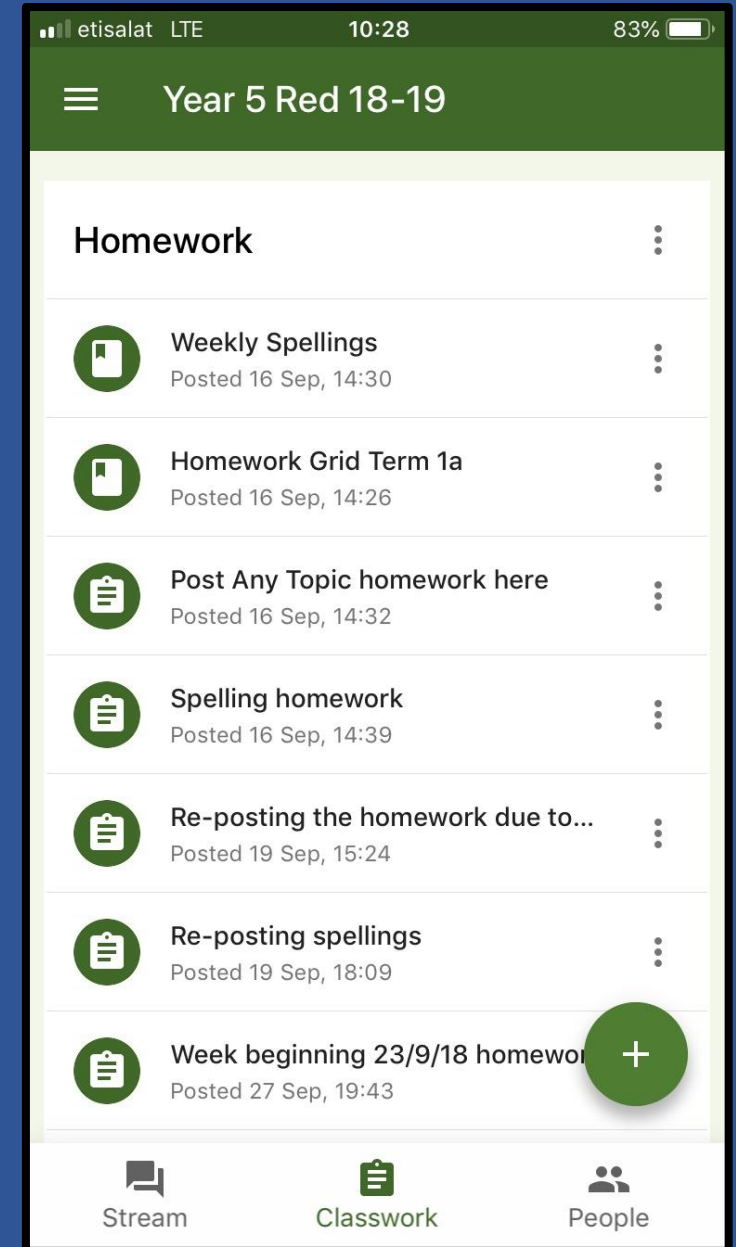 etisalat LTE 10:28 83%
Year 5 Red 18-19
Homework
Weekly Spellings
Posted 16 Sep, 14:30
Homework Grid Term 1a
Posted 16 Sep, 14:26
Post Any Topic homework here
Posted 16 Sep, 14:32
Spelling homework
Posted 16 Sep, 14:39
Re-posting the homework due to...
Posted 19 Sep, 15:24
Re-posting spellings
Posted 19 Sep, 18:09
Week beginning 23/9/18 homewor
Posted 27 Sep, 19:43
Stream Classwork People